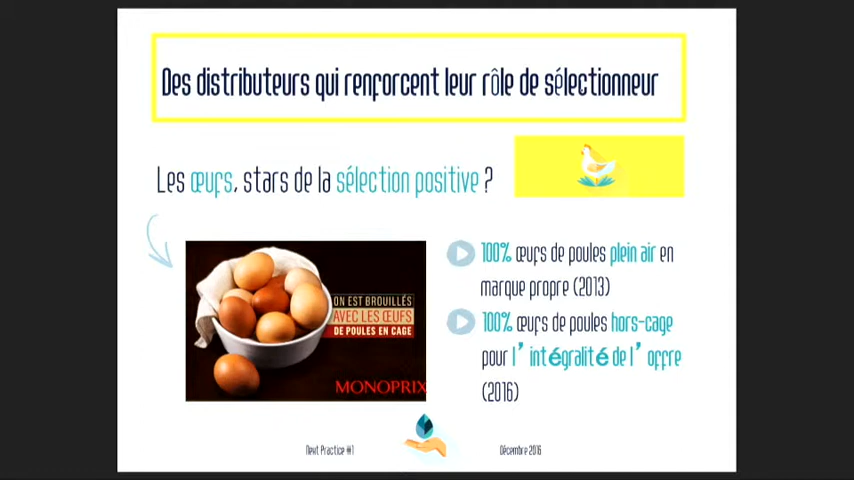 Des distributeurs qui renforcent leur rôle de sélectionneur
Les œufs, stars de la sélection positive ?
ON EST BROUILLÉS
AVEC LES ŒUFS
DE POULES EN CAGE
MONOPRIX
100% œufs de poules plein air en
marque propre (2013)
100% œufs de poules hors-cage
pour l’intégralité de l’offre
(2016)
Next Practice #1
Décembre 2016